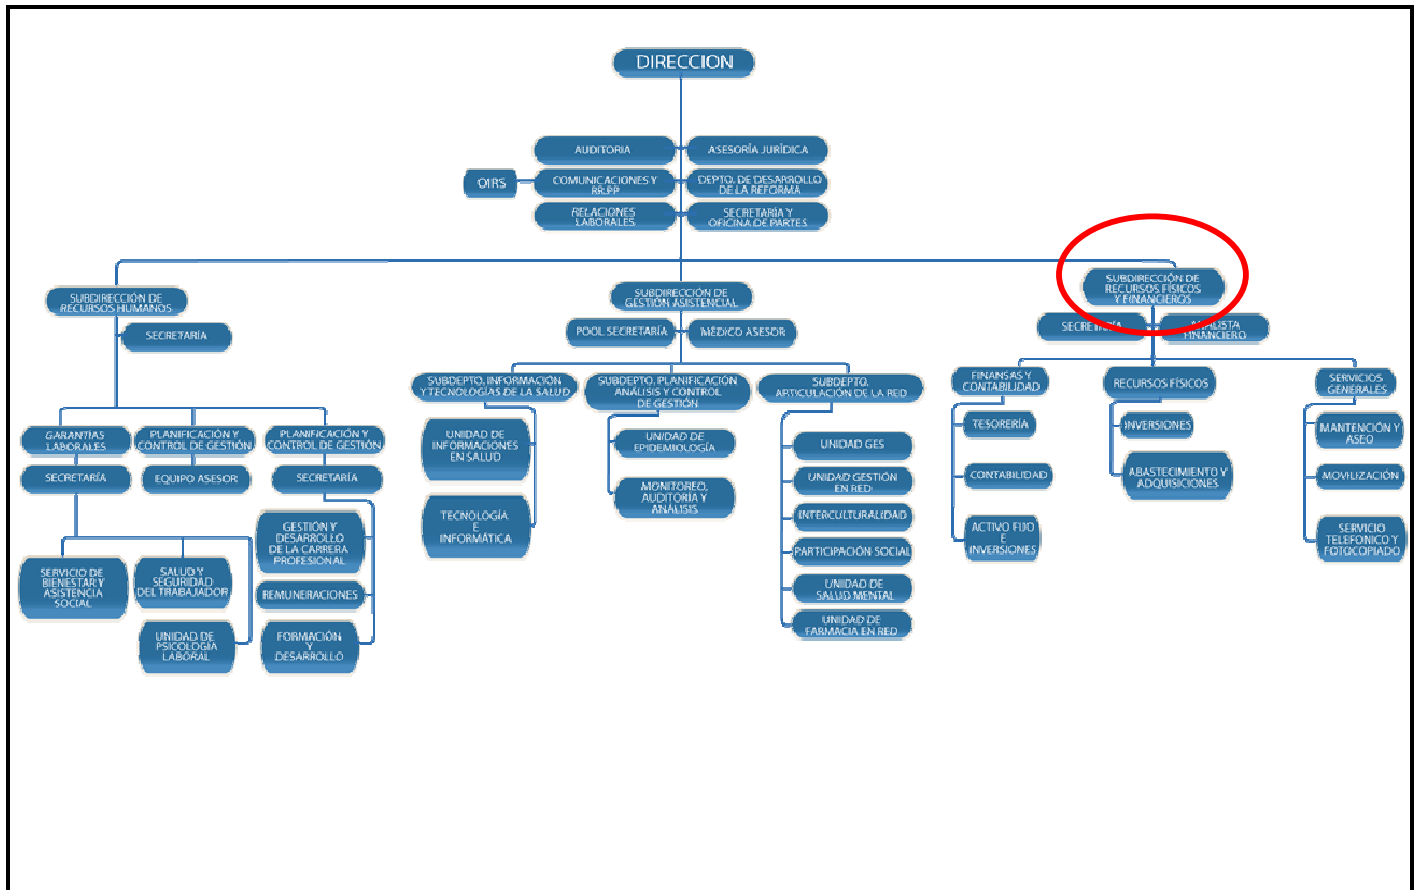 DIRECCION
AUDITORIA
ASESORÍA JURÍDICA
OIRS
COMUNICACIONES Y
RR.PP
DEPTO. DE DESARROLLO
DE LA REFORMA
RELACIONES
LABORALES
SECRETARÍA Y
OFICINA DE PARTES
SUBDIRECCIÓN DE
RECURSOS HUMANOS
SECRETARÍA
GARANTÍAS
LABORALES
SECRETARÍA
SERVICIO DE
BIENESTAR Y
ASISTENCIA
SOCIAL
SALUD Y
SEGURIDAD
DEL TRABAJADOR
UNIDAD DE
PSICOLOGÍA
LABORAL
PLANIFICACIÓN Y
CONTROL DE GESTIÓN
EQUIPO ASESOR
PLANIFICACIÓN Y
CONTROL DE GESTIÓN
SECRETARÍA
GESTIÓN Y
DESARROLLO
DE LA CARRERA
PROFESIONAL
REMUNERACIONES
FORMACIÓN
Y
DESARROLLO
SUBDIRECCIÓN DE
GESTIÓN ASISTENCIAL
POOL SECRETARÍA
MÉDICO ASESOR
SUBDEPTO. INFORMACIÓN
Y TECNOLOGÍAS DE LA SALUD
UNIDAD DE
INFORMACIONES
EN SALUD
TECNOLOGÍA
E
INFORMÁTICA
SUBDEPTO. PLANIFICACIÓN
ANÁLISIS Y CONTROL
DE GESTIÓN
UNIDAD DE
EPIDEMIOLOGÍA
MONITOREO,
AUDITORÍA Y
ANÁLISIS
SUBDEPTO.
ARTICULACIÓN DE LA RED
UNIDAD GES
UNIDAD GESTIÓN
EN RED
INTERCULTURALIDAD
PARTICIPACIÓN SOCIAL
UNIDAD DE
SALUD MENTAL
UNIDAD DE
FARMACIA EN RED
SUBDIRECCIÓN DE
RECURSOS FÍSICOS
Y FINANCIEROS
SECRETARÍA
ANALISTA
FINANCIERO
FINANSAS Y
CONTABILIDAD
TESORERÍA
CONTABILIDAD
ACTIVO FIJO
E
INVERSIONES
RECURSOS FÍSICOS
INVERSIONES
ABASTECIMIENTO Y
ADQUISICIONES
SERVICIOS
GENERALES
MANTENCIÓN Y
ASEO
MOVILIZACIÓN
SERVICIO
TELEFONICO Y
FOTOCOPIADO